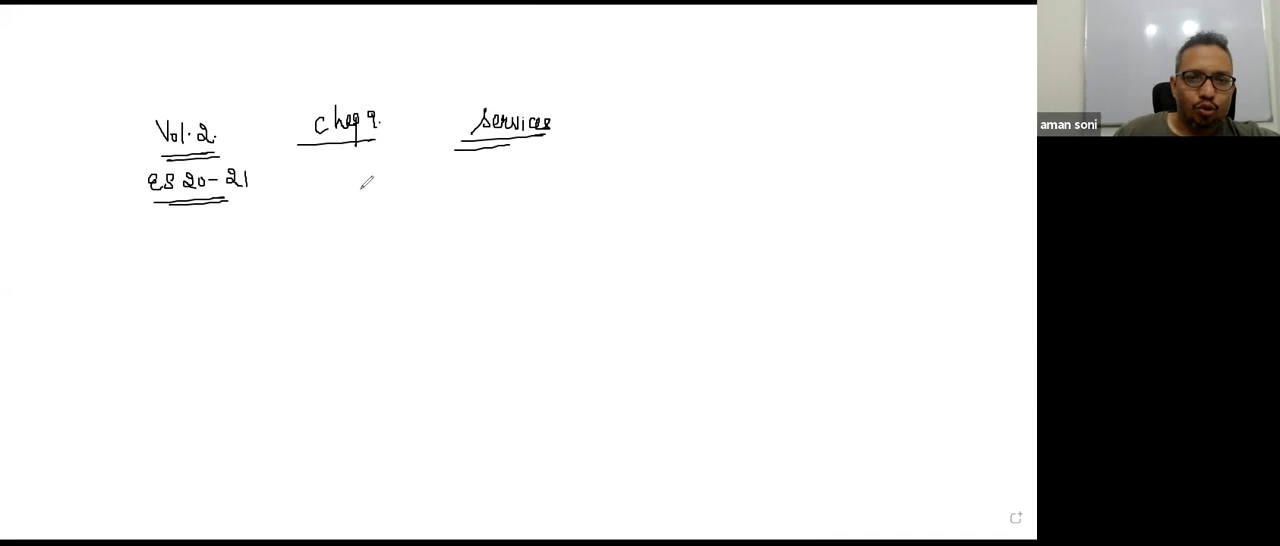 Vol. 2. Chap 9. Services
ES 20-21
aman soni